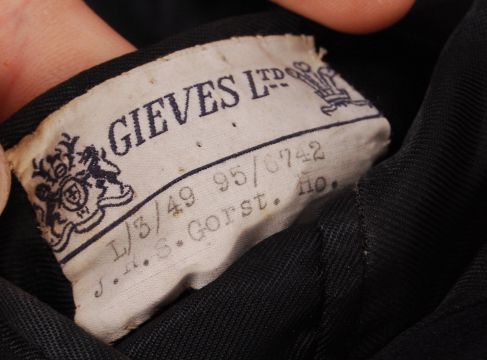 GIEVES LTD
L/3/49 95/6742
J.R.S.Gorst. Ho.